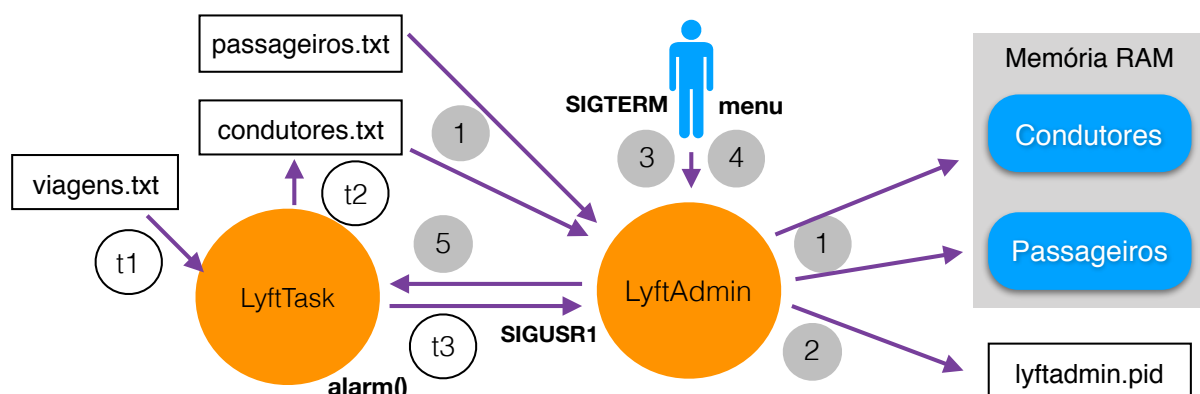 passageiros.txt
condutores.txt
viagens.txt
1
t2
t1
LyftTask
alarm()
5
t3
SIGUSR1
SIGTERM
menu
3
4
LyftAdmin
1
2
Memória RAM
Condutores
Passageiros
lyftadmin.pid